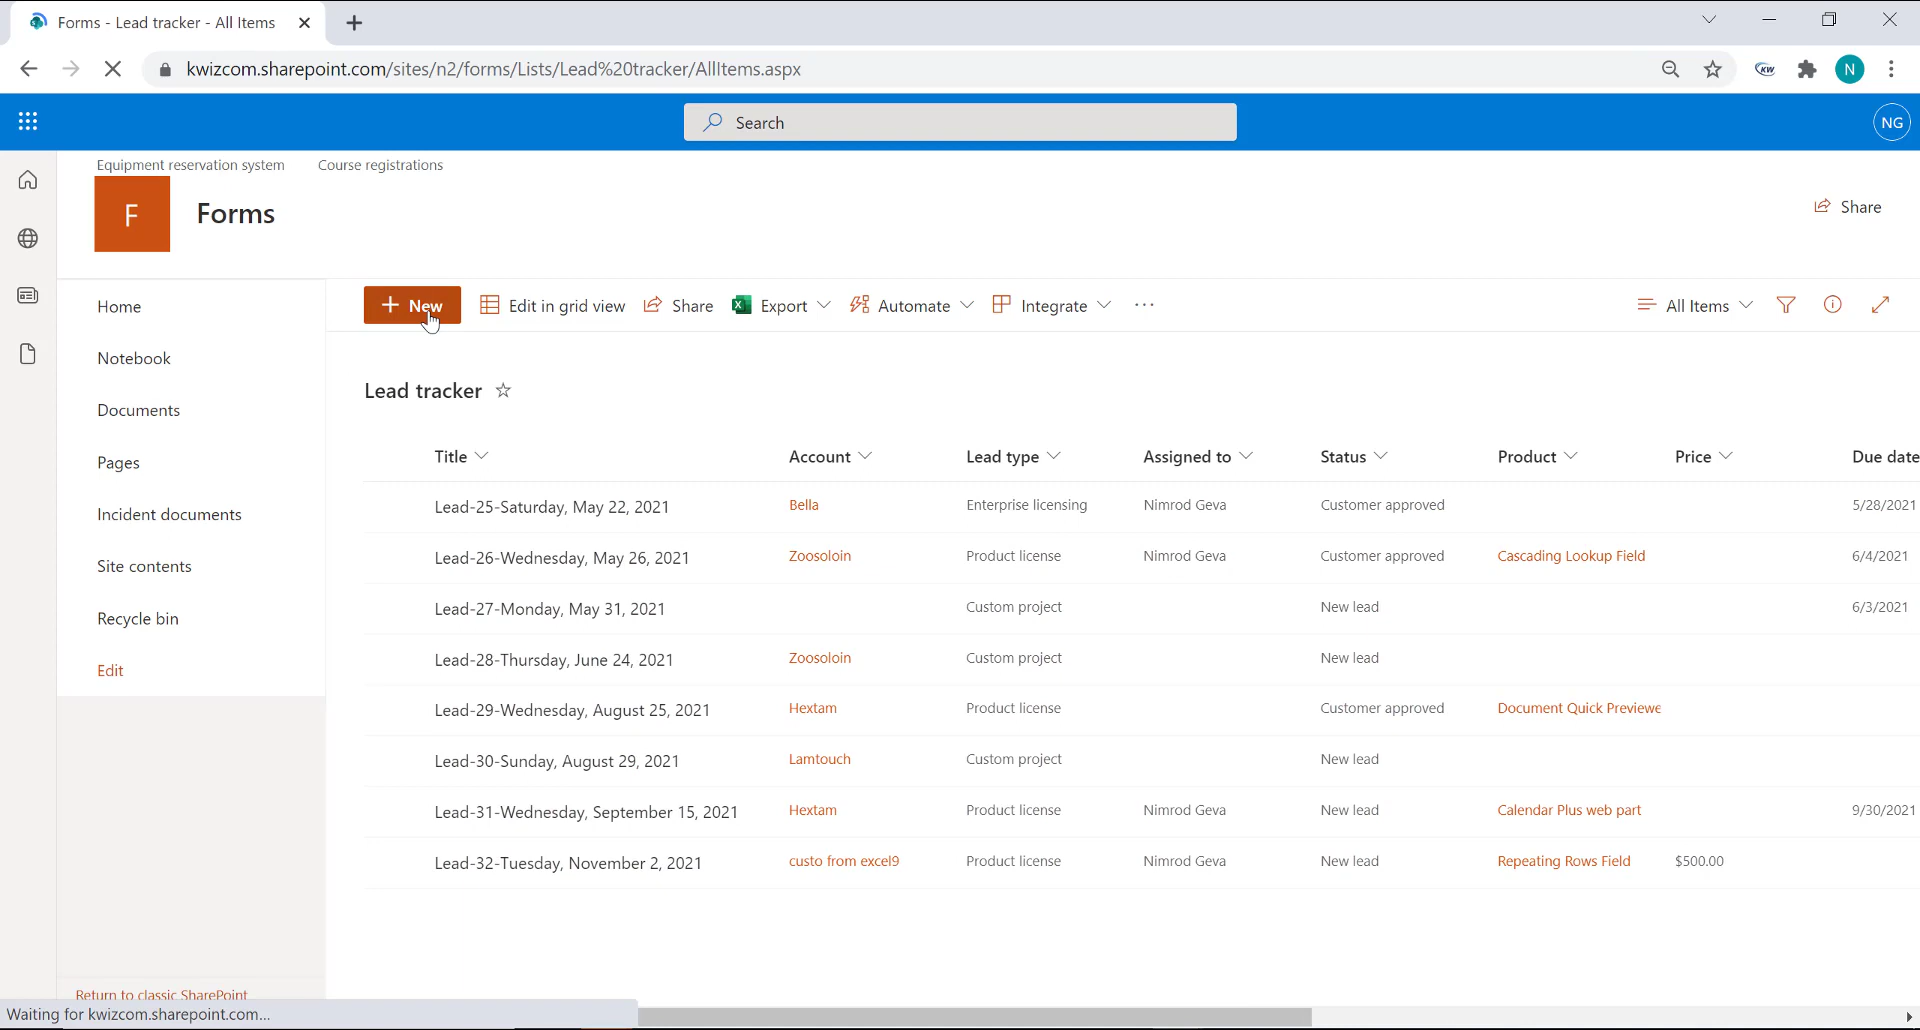 Forms - Lead tracker - All Items
kwizcom.sharepoint.com/sites/n2/forms/Lists/Lead%20tracker/AllItems.aspx
KW
N
Search
NG
Equipment reservation system Course registrations
F
Forms
Share
Home
Notebook
Documents
Pages
Incident documents
Site contents
Recycle bin
Edit
Return to classic SharePoint
New Edit in grid view Share Export Automate Integrate ... All Items
Lead tracker
Title Account Lead type Assigned to Status Product Price Due date
Lead-25-Saturday, May 22, 2021 Bella Enterprise licensing Nimrod Geva Customer approved 5/28/2021
Lead-26-Wednesday, May 26, 2021 Zoosoloin Product license Nimrod Geva Customer approved Cascading Lookup Field 6/4/2021
Lead-27-Monday, May 31, 2021 Custom project New lead 6/3/2021
Lead-28-Thursday, June 24, 2021 Zoosoloin Custom project New lead
Lead-29-Wednesday, August 25, 2021 Hextam Product license Customer approved Document Quick Previewe
Lead-30-Sunday, August 29, 2021 Lamtouch Custom project New lead
Lead-31-Wednesday, September 15, 2021 Hextam Product license Nimrod Geva New lead Calendar Plus web part 9/30/2021
Lead-32-Tuesday, November 2, 2021 custo from excel9 Product license Nimrod Geva New lead Repeating Rows Field $500.00
Waiting for kwizcom.sharepoint.com...